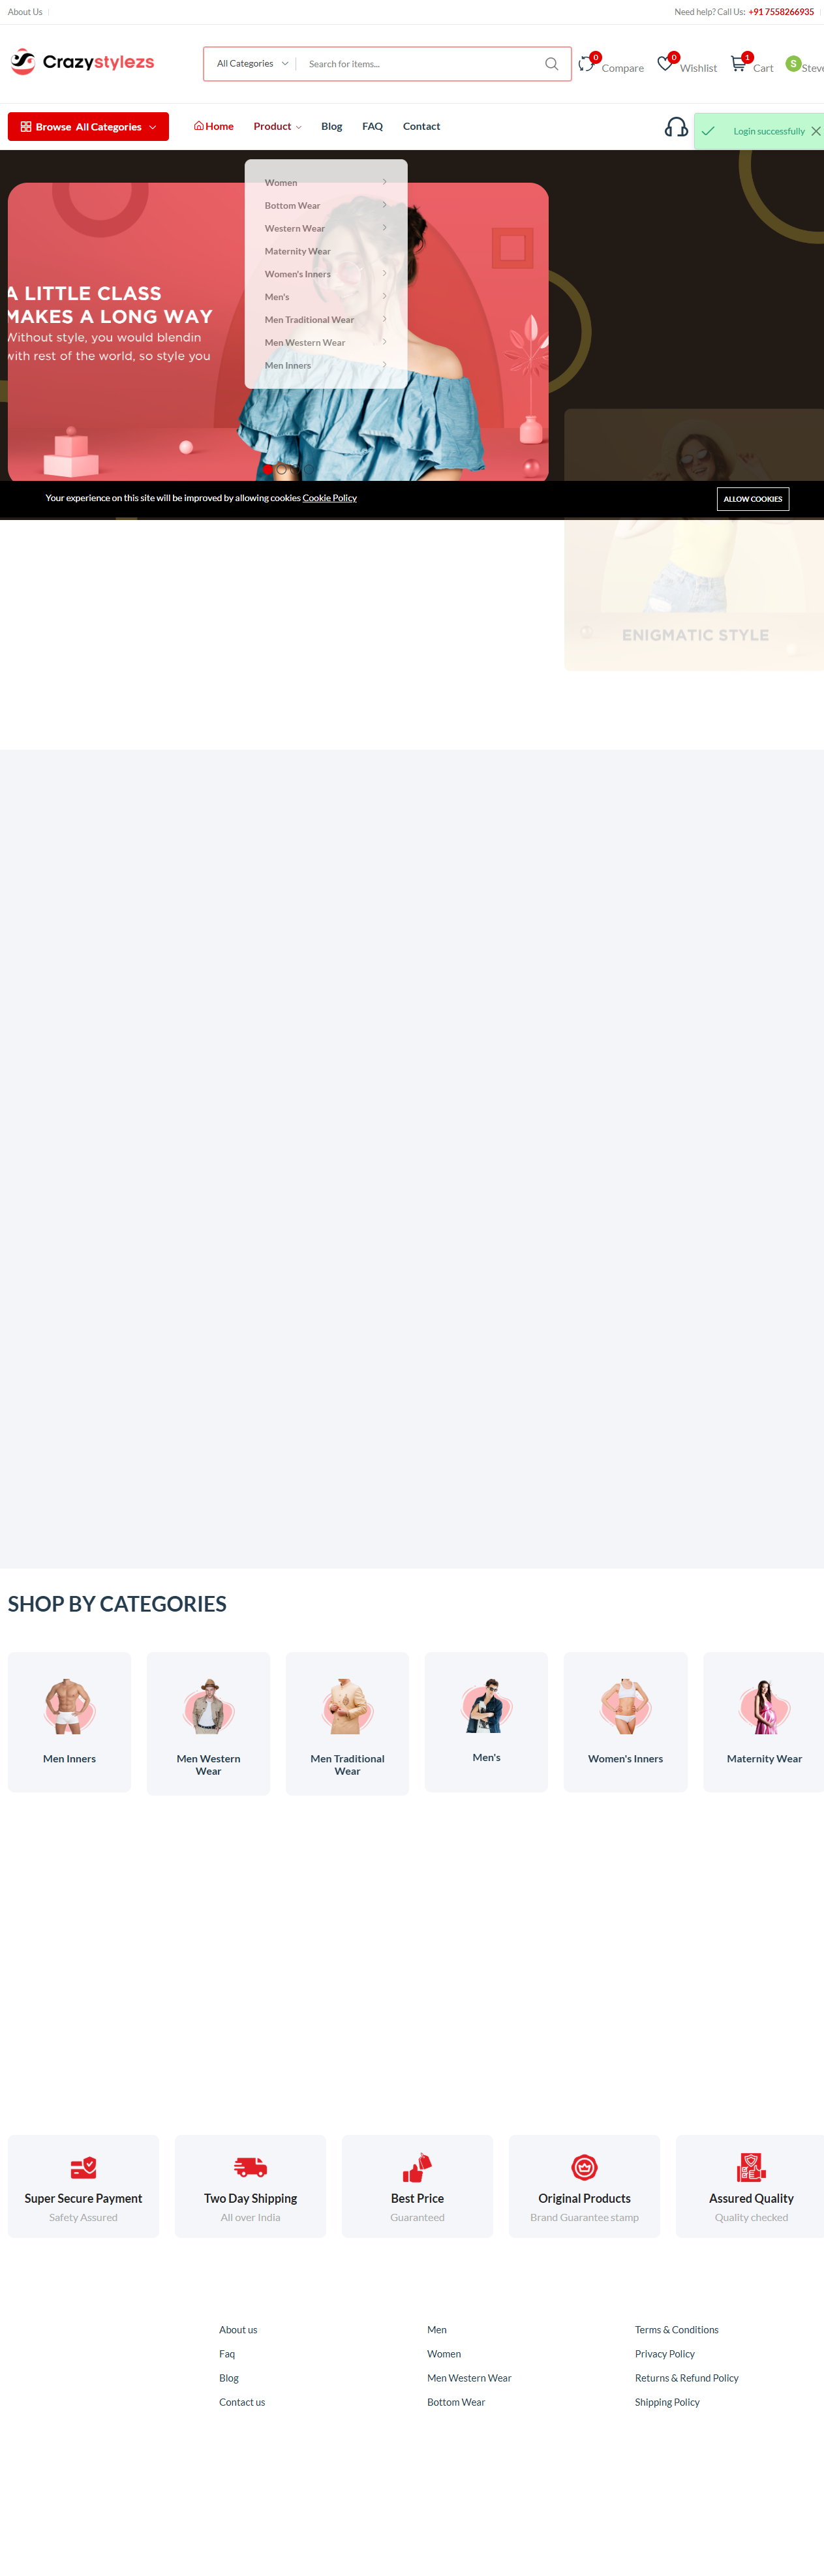 About Us
Need help? Call Us: +91 7558266935
Crazystylezs
All Categories
Search for items...
0
Compare
0
Wishlist
1
Cart
S
Steve
Browse All Categories
Home
Product
Blog
FAQ
Contact
Login successfully
Women
Bottom Wear
Western Wear
Maternity Wear
Women's Inners
Men's
Men Traditional Wear
Men Western Wear
Men Inners
A LITTLE CLASS
MAKES A LONG WAY
Without style, you would blendin
with rest of the world, so style you
Your experience on this site will be improved by allowing cookies Cookie Policy
ALLOW COOKIES
ENIGMATIC STYLE
SHOP BY CATEGORIES
Men Inners
Men Western
Wear
Men Traditional
Wear
Men's
Women's Inners
Maternity Wear
Super Secure Payment
Safety Assured
Two Day Shipping
All over India
Best Price
Guaranteed
Original Products
Brand Guarantee stamp
Assured Quality
Quality checked
About us
Faq
Blog
Contact us
Men
Women
Men Western Wear
Bottom Wear
Terms & Conditions
Privacy Policy
Returns & Refund Policy
Shipping Policy